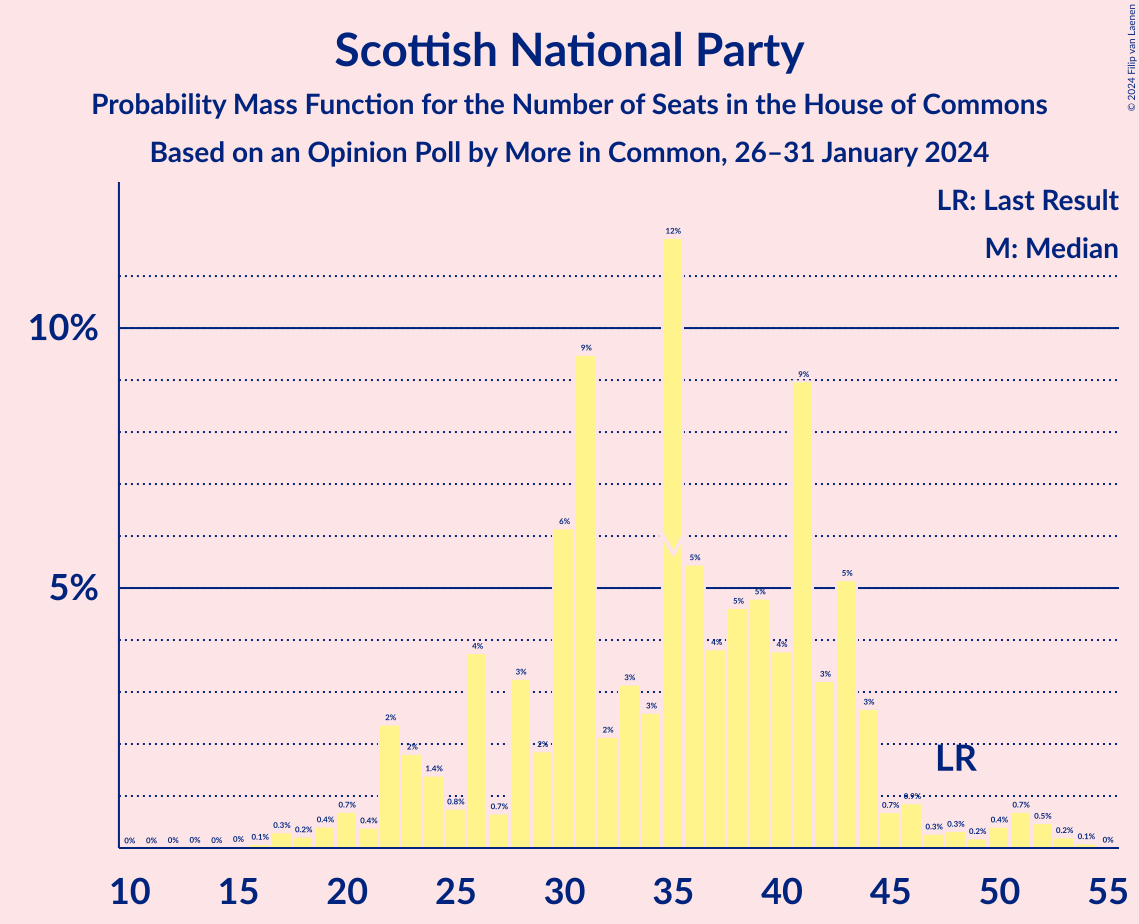 Scottish National Party
Probability Mass Function for the Number of Seats in the House of Commons
Based on an Opinion Poll by More in Common, 26–31 January 2024
© 2024 Filip van Laenen
LR: Last Result
M: Median
10%
5%
0% 0% 0% 0% 0% 0% 0.1% 0.3% 0.2% 0.4% 0.7% 0.4% 2% 2% 1.4% 0.8% 4% 0.7% 3% 2% 6% 9% 2% 3% 3% 12% 5% 4% 5% 5% 4% 9% 3% 5% 3% 0.7% 0.9% 0.3% 0.3% 0.2% 0.4% 0.7% 0.5% 0.2% 0.1% 0%
LR
10 15 20 25 30 35 40 45 50 55